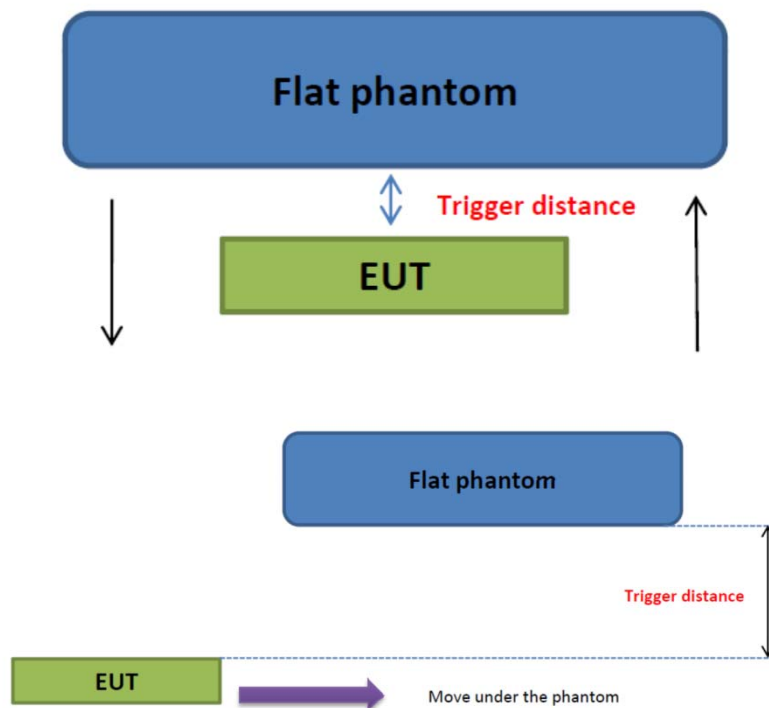 Flat phantom
Trigger distance
EUT
Flat phantom
Trigger distance
EUT
Move under the phantom